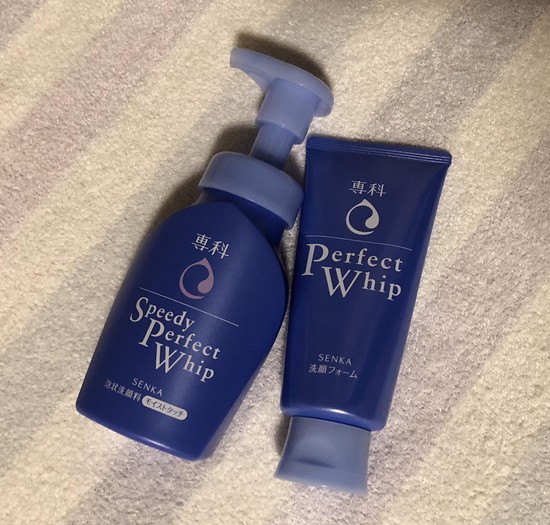 専科
Speedy
Perfect
Whip
SENKA
泡状洗顔料 モイストタッチ
専科
Perfect
Whip
SENKA
洗顔フォーム